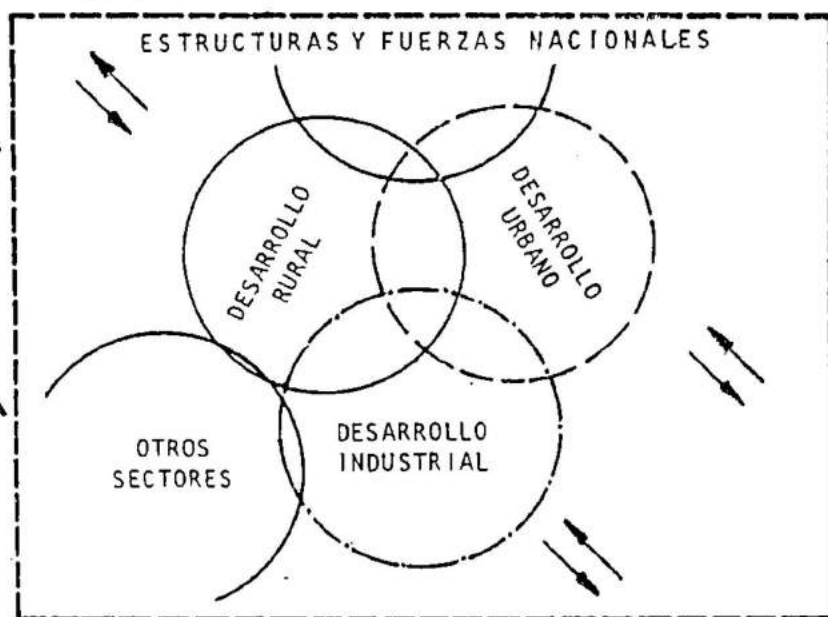 ESTRUCTURAS Y FUERZAS NACIONALES
DESARROLLO
RURAL
DESARROLLO
URBANO
OTROS
SECTORES
DESARROLLO
INDUSTRIAL